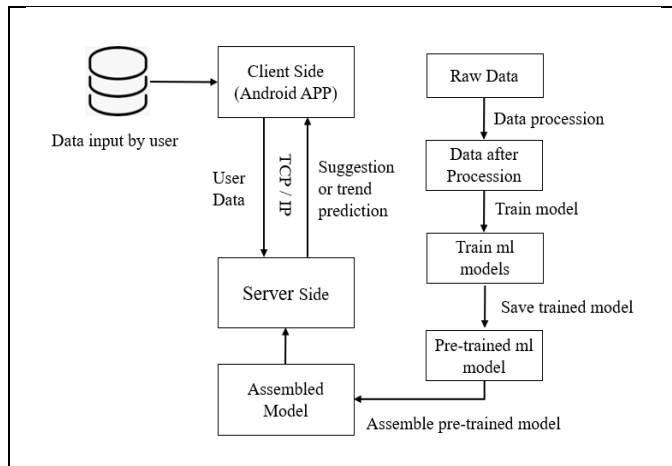 Client Side
(Android APP)
Data input by user
User
Data
TCP / IP
Suggestion
or trend
prediction
Server Side
Assembled
Model
Raw Data
Data procession
Data after
Procession
Train model
Train ml
models
Save trained model
Pre-trained ml
model
Assemble pre-trained model